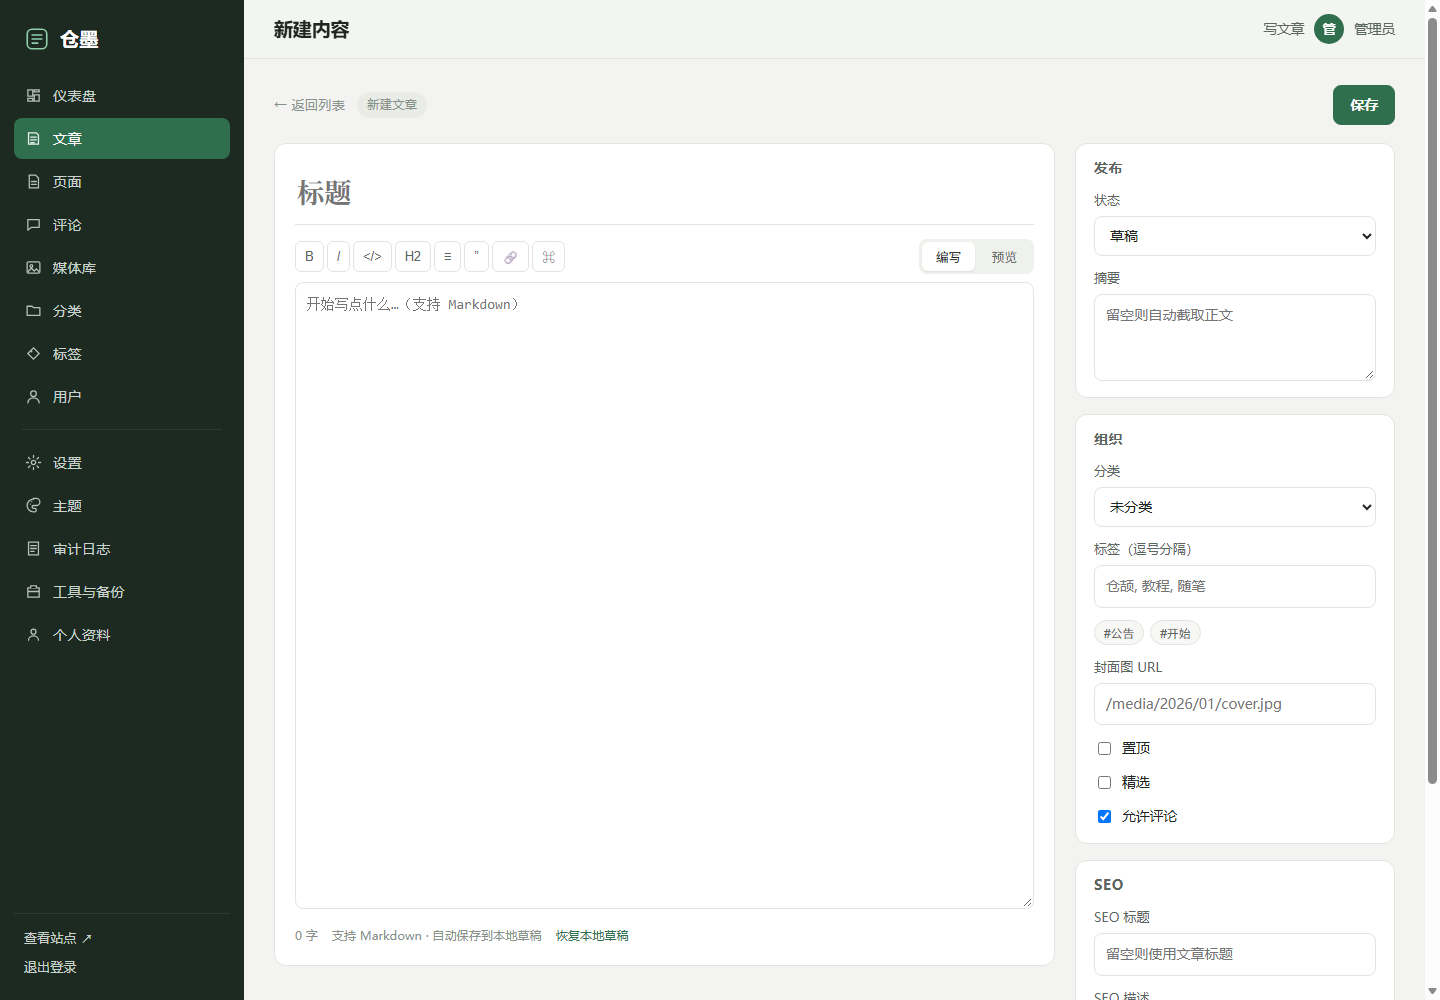 仓墨
仪表盘
文章
页面
评论
媒体库
分类
标签
用户
设置
主题
审计日志
工具与备份
个人资料
查看站点 ↗
退出登录
新建内容
写文章 管 管理员
← 返回列表 新建文章
保存
标题
B I </> H2 ≡ ” 🔗 ⌘
编写 预览
开始写点什么…（支持 Markdown）
0 字 支持 Markdown · 自动保存到本地草稿 恢复本地草稿
发布
状态
草稿
摘要
留空则自动截取正文
组织
分类
未分类
标签（逗号分隔）
仓颉, 教程, 随笔
#公告 #开始
封面图 URL
/media/2026/01/cover.jpg
置顶
精选
允许评论
SEO
SEO 标题
留空则使用文章标题
SEO 描述